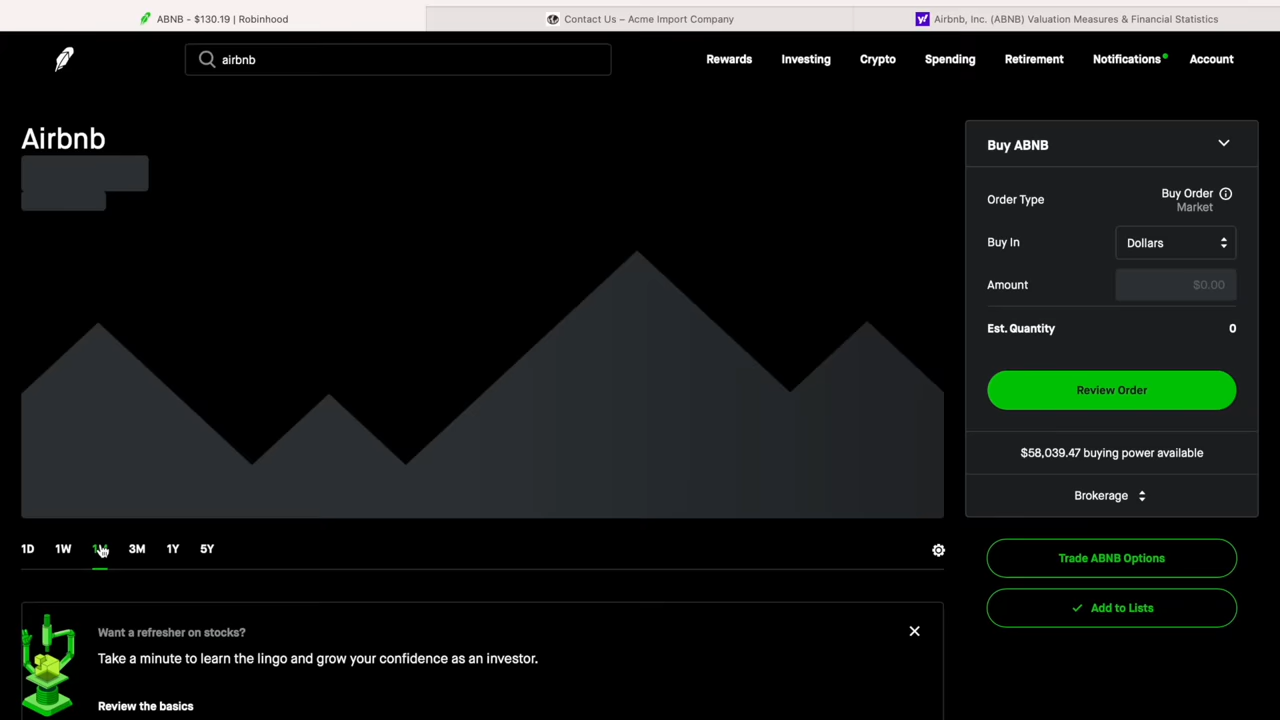 ABNB - $130.19 | Robinhood
Contact Us – Acme Import Company
Airbnb, Inc. (ABNB) Valuation Measures & Financial Statistics
airbnb
Rewards
Investing
Crypto
Spending
Retirement
Notifications
Account
Airbnb
Buy ABNB
Order Type
Buy Order
Market
Buy In
Dollars
Amount
$0.00
Est. Quantity
0
Review Order
$58,039.47 buying power available
Brokerage
1D
1W
3M
1Y
5Y
Trade ABNB Options
Add to Lists
Want a refresher on stocks?
Take a minute to learn the lingo and grow your confidence as an investor.
Review the basics